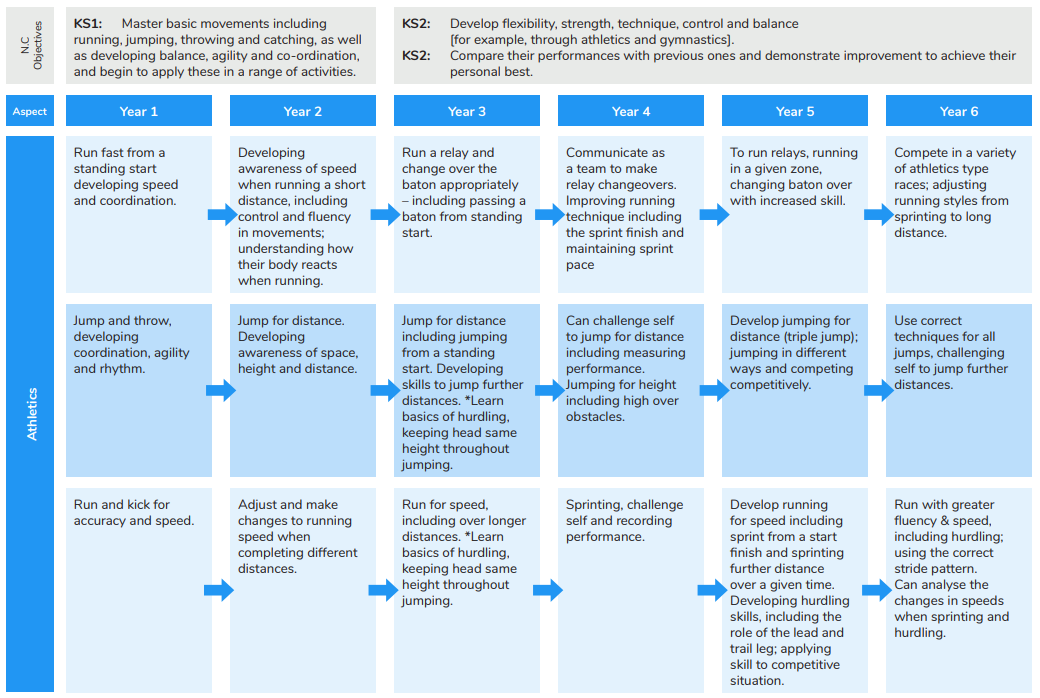 N.C
Objectives
KS1: Master basic movements including
running, jumping, throwing and catching, as well
as developing balance, agility and co-ordination,
and begin to apply these in a range of activities.
KS2: Develop flexibility, strength, technique, control and balance
[for example, through athletics and gymnastics].
KS2: Compare their performances with previous ones and demonstrate improvement to achieve their
personal best.
Aspect
Year 1
Year 2
Year 3
Year 4
Year 5
Year 6
Athletics
Run fast from a
standing start
developing speed
and coordination.
Developing
awareness of speed
when running a short
distance, including
control and fluency
in movements;
understanding how
their body reacts
when running.
Run a relay and
change over the
baton appropriately
– including passing a
baton from standing
start.
Communicate as
a team to make
relay changeovers.
Improving running
technique including
the sprint finish and
maintaining sprint
pace
To run relays, running
in a given zone,
changing baton over
with increased skill.
Compete in a variety
of athletics type
races; adjusting
running styles from
sprinting to long
distance.
Jump and throw,
developing
coordination, agility
and rhythm.
Jump for distance.
Developing
awareness of space,
height and distance.
Jump for distance
including jumping
from a standing
start. Developing
skills to jump further
distances. *Learn
basics of hurdling,
keeping head same
height throughout
jumping.
Can challenge self
to jump for distance
including measuring
performance.
Jumping for height
including high over
obstacles.
Develop jumping for
distance (triple jump);
jumping in different
ways and competing
competitively.
Use correct
techniques for all
jumps, challenging
self to jump further
distances.
Run and kick for
accuracy and speed.
Adjust and make
changes to running
speed when
completing different
distances.
Run for speed,
including over longer
distances. *Learn
basics of hurdling,
keeping head same
height throughout
jumping.
Sprinting, challenge
self and recording
performance.
Develop running
for speed including
sprint from a start
finish and sprinting
further distance
over a given time.
Developing hurdling
skills, including the
role of the lead and
trail leg; applying
skill to competitive
situation.
Run with greater
fluency & speed,
including hurdling;
using the correct
stride pattern.
Can analyse the
changes in speeds
when sprinting and
hurdling.